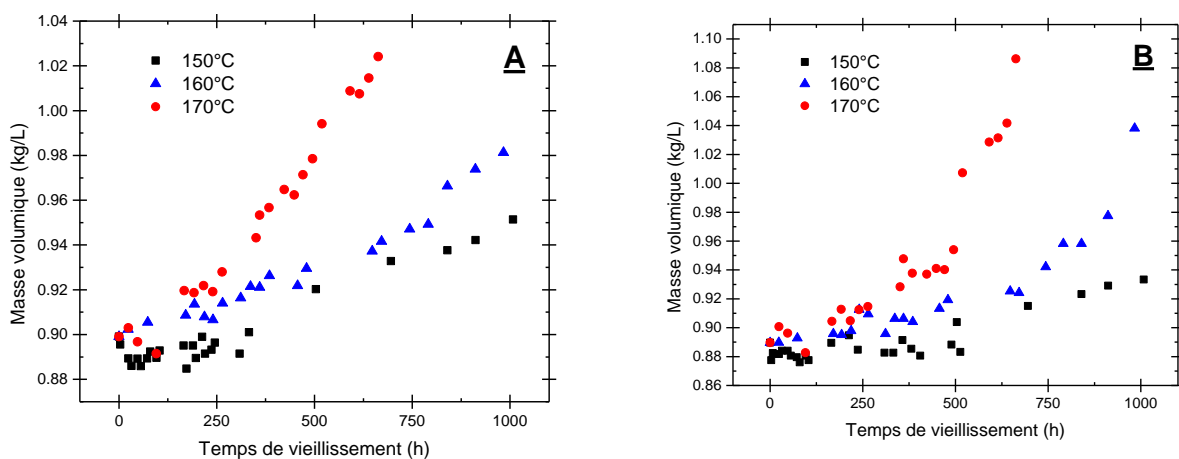 A
150°C
160°C
170°C
Masse volumique (kg/L)
1.04
1.02
1.00
0.98
0.96
0.94
0.92
0.90
0.88
0
250
500
750
1000
Temps de vieillissement (h)
B
150°C
160°C
170°C
Masse volumique (kg/L)
1.10
1.08
1.06
1.04
1.02
1.00
0.98
0.96
0.94
0.92
0.90
0.88
0.86
0
250
500
750
1000
Temps de vieillissement (h)